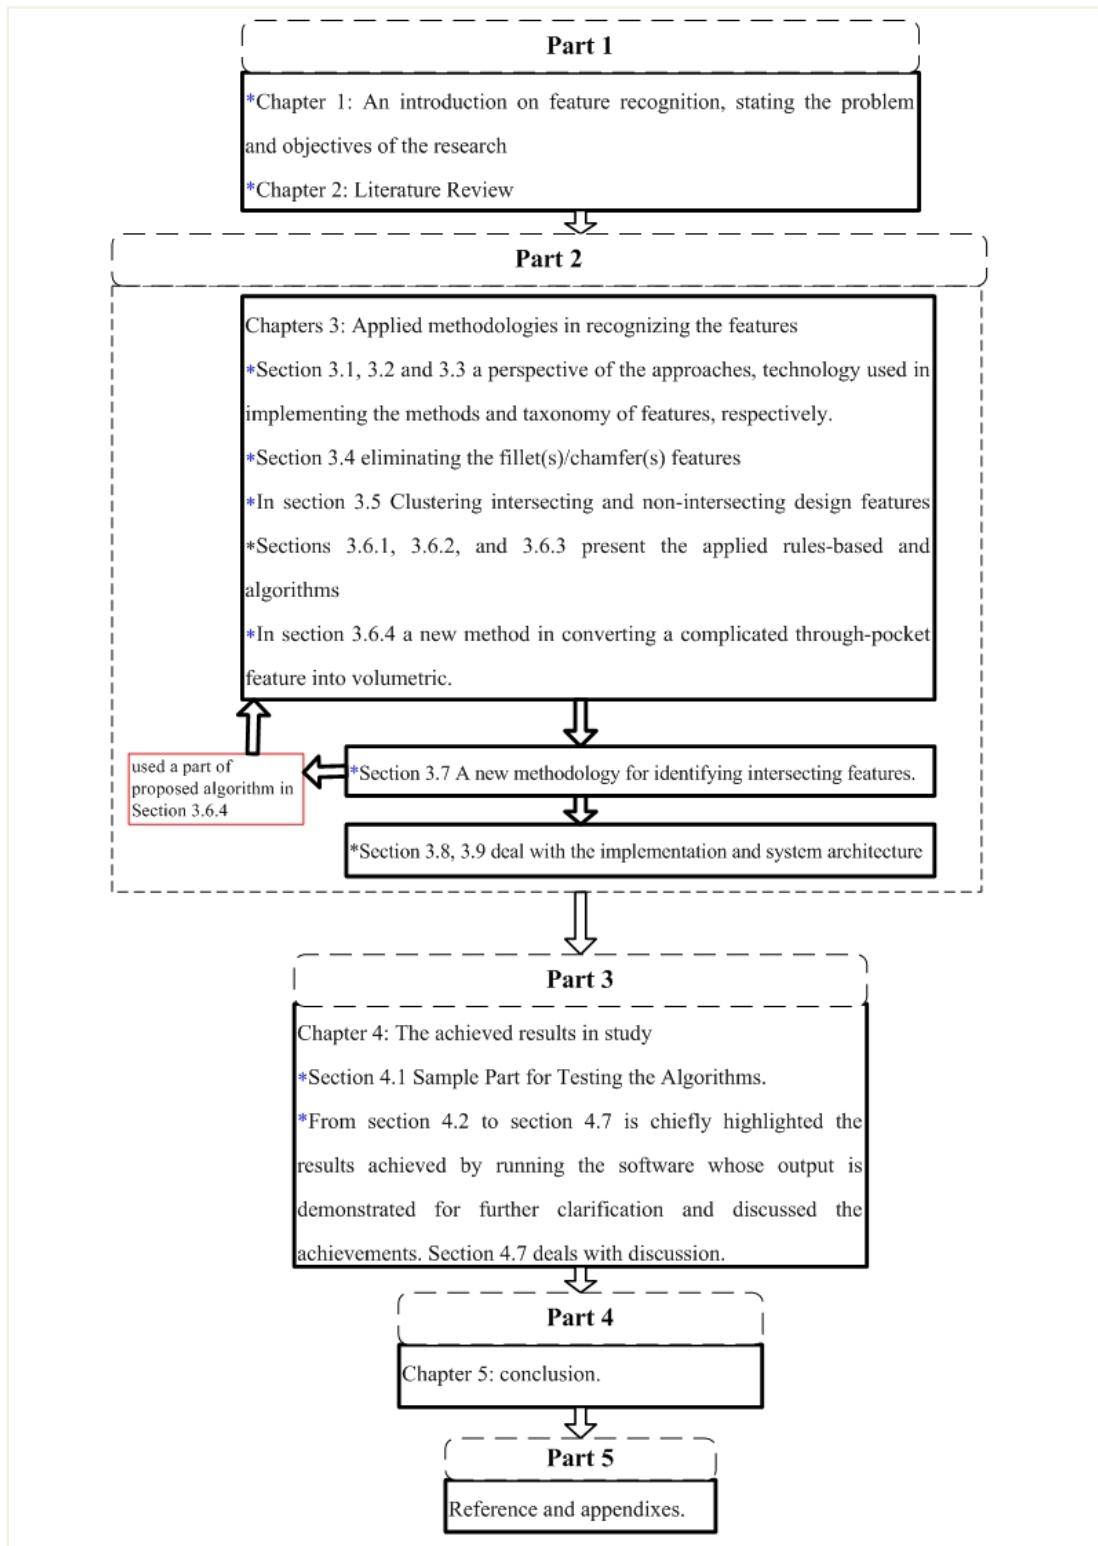 Part 1
*Chapter 1: An introduction on feature recognition, stating the problem
and objectives of the research
*Chapter 2: Literature Review
Part 2
Chapters 3: Applied methodologies in recognizing the features
*Section 3.1, 3.2 and 3.3 a perspective of the approaches, technology used in
implementing the methods and taxonomy of features, respectively.
*Section 3.4 eliminating the fillet(s)/chamfer(s) features
*In section 3.5 Clustering intersecting and non-intersecting design features
*Sections 3.6.1, 3.6.2, and 3.6.3 present the applied rules-based and
algorithms
*In section 3.6.4 a new method in converting a complicated through-pocket
feature into volumetric.
*Section 3.7 A new methodology for identifying intersecting features.
used a part of
proposed algorithm in
Section 3.6.4
*Section 3.8, 3.9 deal with the implementation and system architecture
Part 3
Chapter 4: The achieved results in study
*Section 4.1 Sample Part for Testing the Algorithms.
*From section 4.2 to section 4.7 is chiefly highlighted the
results achieved by running the software whose output is
demonstrated for further clarification and discussed the
achievements. Section 4.7 deals with discussion.
Part 4
Chapter 5: conclusion.
Part 5
Reference and appendixes.